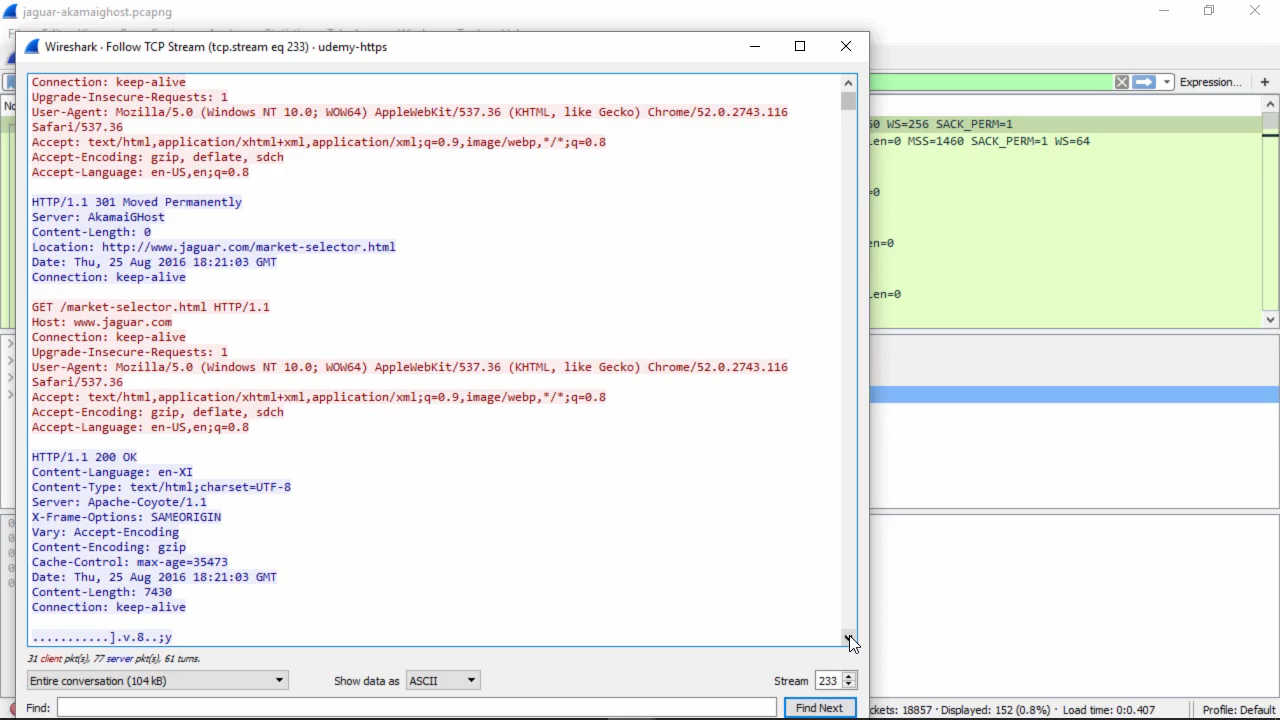 jaguar-akamaighost.pcapng
Wireshark · Follow TCP Stream (tcp.stream eq 233) · udemy-https
Connection: keep-alive
Upgrade-Insecure-Requests: 1
User-Agent: Mozilla/5.0 (Windows NT 10.0; WOW64) AppleWebKit/537.36 (KHTML, like Gecko) Chrome/52.0.2743.116
Safari/537.36
Accept: text/html,application/xhtml+xml,application/xml;q=0.9,image/webp,*/*;q=0.8
Accept-Encoding: gzip, deflate, sdch
Accept-Language: en-US,en;q=0.8
HTTP/1.1 301 Moved Permanently
Server: AkamaiGHost
Content-Length: 0
Location: http://www.jaguar.com/market-selector.html
Date: Thu, 25 Aug 2016 18:21:03 GMT
Connection: keep-alive
GET /market-selector.html HTTP/1.1
Host: www.jaguar.com
Connection: keep-alive
Upgrade-Insecure-Requests: 1
User-Agent: Mozilla/5.0 (Windows NT 10.0; WOW64) AppleWebKit/537.36 (KHTML, like Gecko) Chrome/52.0.2743.116
Safari/537.36
Accept: text/html,application/xhtml+xml,application/xml;q=0.9,image/webp,*/*;q=0.8
Accept-Encoding: gzip, deflate, sdch
Accept-Language: en-US,en;q=0.8
HTTP/1.1 200 OK
Content-Language: en-XI
Content-Type: text/html;charset=UTF-8
Server: Apache-Coyote/1.1
X-Frame-Options: SAMEORIGIN
Vary: Accept-Encoding
Content-Encoding: gzip
Cache-Control: max-age=35473
Date: Thu, 25 Aug 2016 18:21:03 GMT
Content-Length: 7430
Connection: keep-alive
...........].v.8..;y
31 client pkt(s), 77 server pkt(s), 61 turns.
Entire conversation (104 kB) Show data as ASCII Stream 233
Find: Find Next
Expression... +
No
WS=256 SACK_PERM=1
MSS=1460 SACK_PERM=1 WS=64
=0
en=0
en=0
ckets: 18857 · Displayed: 152 (0.8%) · Load time: 0:0.407 Profile: Default